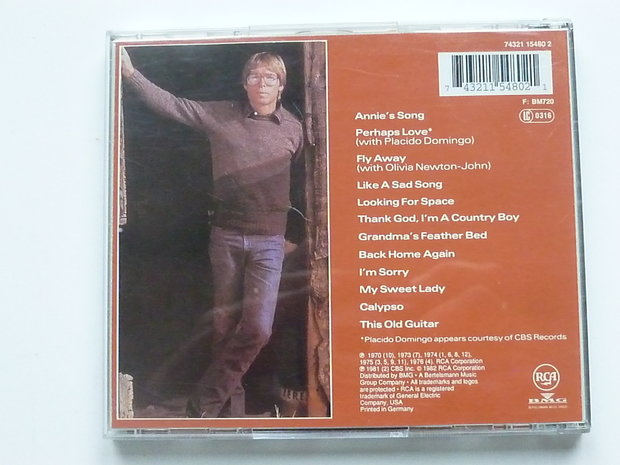 74321 15480 2
7 43211 54802 1
F: BM720
LC 0316
Annie's Song
Perhaps Love*
(with Placido Domingo)
Fly Away
(with Olivia Newton-John)
Like A Sad Song
Looking For Space
Thank God, I'm A Country Boy
Grandma's Feather Bed
Back Home Again
I'm Sorry
My Sweet Lady
Calypso
This Old Guitar
*Placido Domingo appears courtesy of CBS Records
℗ 1970 (10), 1973 (7), 1974 (1, 6, 8, 12),
1975 (3, 5, 9, 11), 1976 (4). RCA Corporation
℗ 1981 (2) CBS Inc. © 1982 RCA Corporation
Distributed by BMG • A Bertelsmann Music
Group Company • All trademarks and logos
are protected • RCA is a registered
trademark of General Electric
Company, USA
Printed in Germany
RCA
BMG